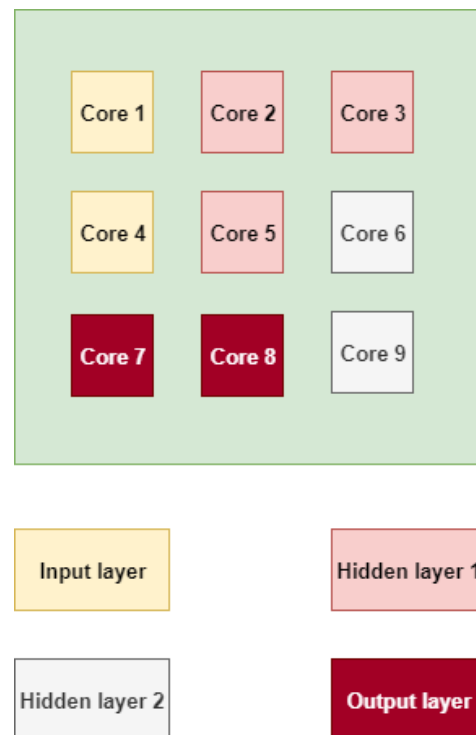 Core 1
Core 2
Core 3
Core 4
Core 5
Core 6
Core 7
Core 8
Core 9
Input layer
Hidden layer 1
Hidden layer 2
Output layer